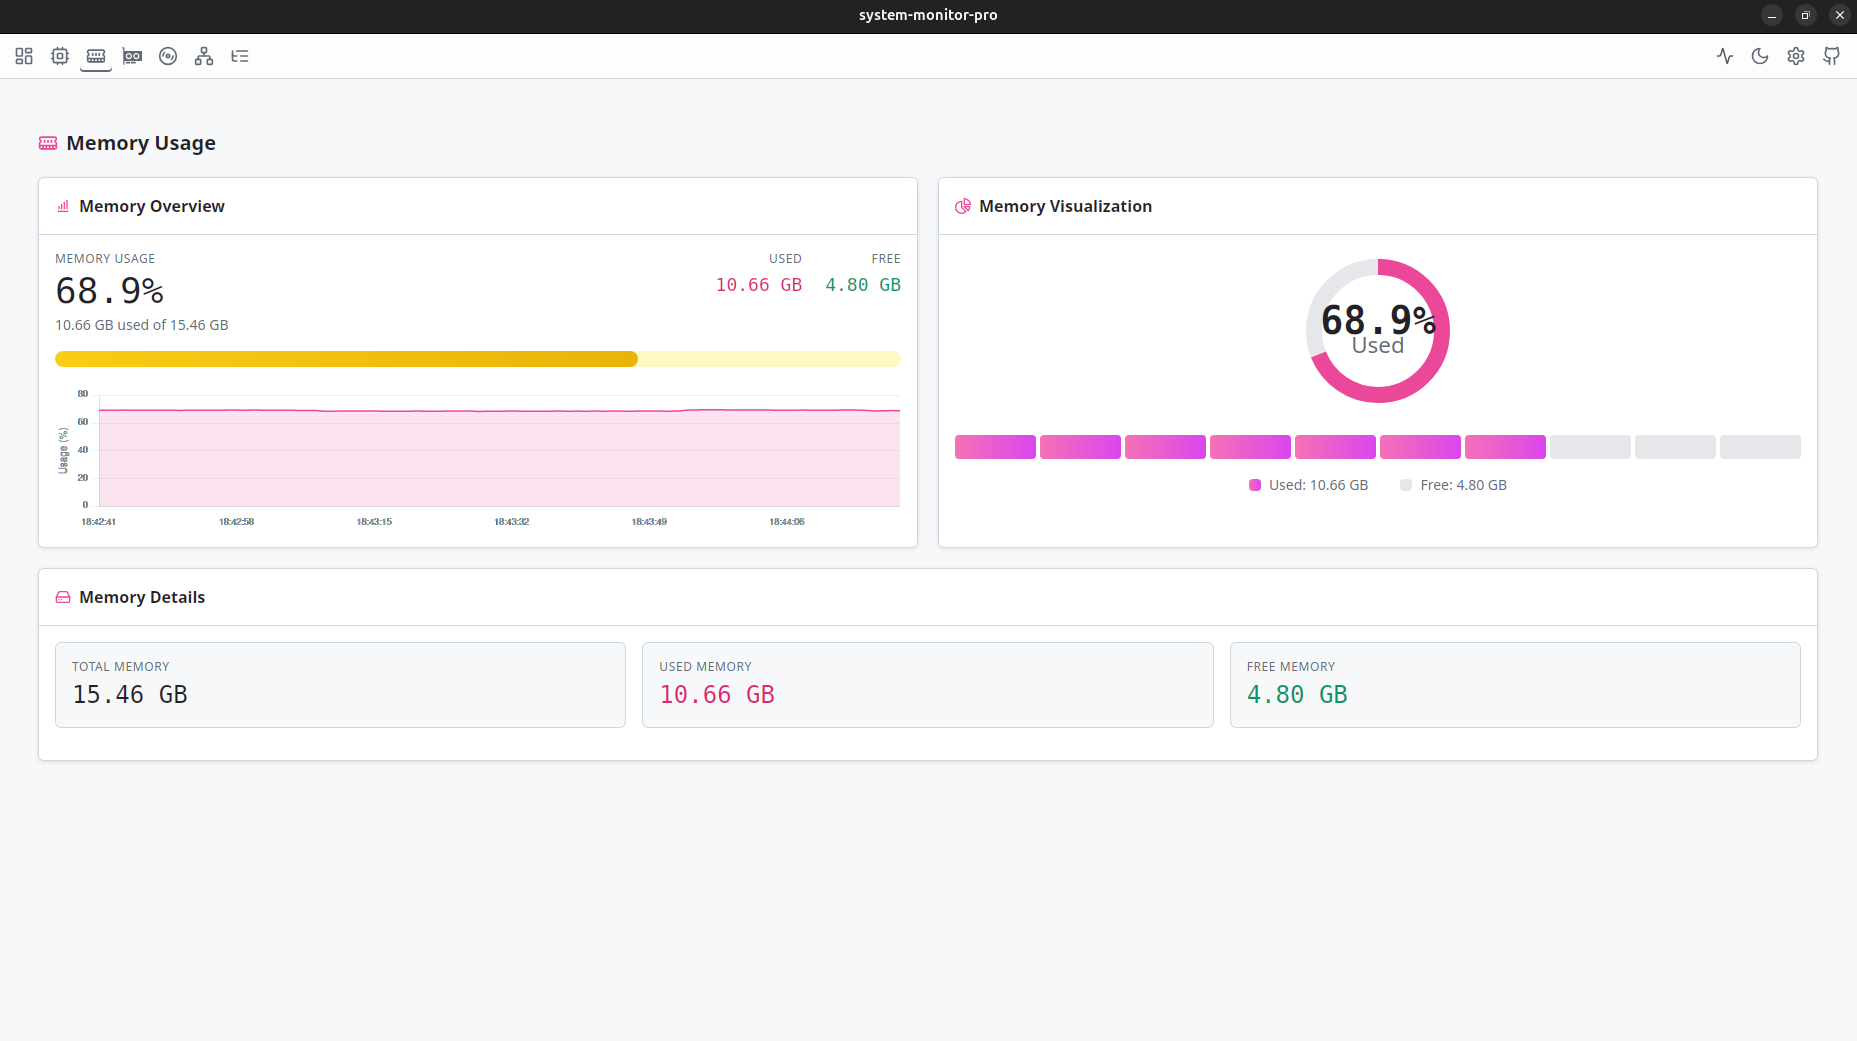 system-monitor-pro
Memory Usage
Memory Overview
MEMORY USAGE
68.9%
10.66 GB used of 15.46 GB
USED
10.66 GB
FREE
4.80 GB
80
60
40
20
0
Usage (%)
18:42:41 18:42:58 18:43:15 18:43:32 18:43:49 18:44:06
Memory Visualization
68.9%
Used
Used: 10.66 GB Free: 4.80 GB
Memory Details
TOTAL MEMORY
15.46 GB
USED MEMORY
10.66 GB
FREE MEMORY
4.80 GB